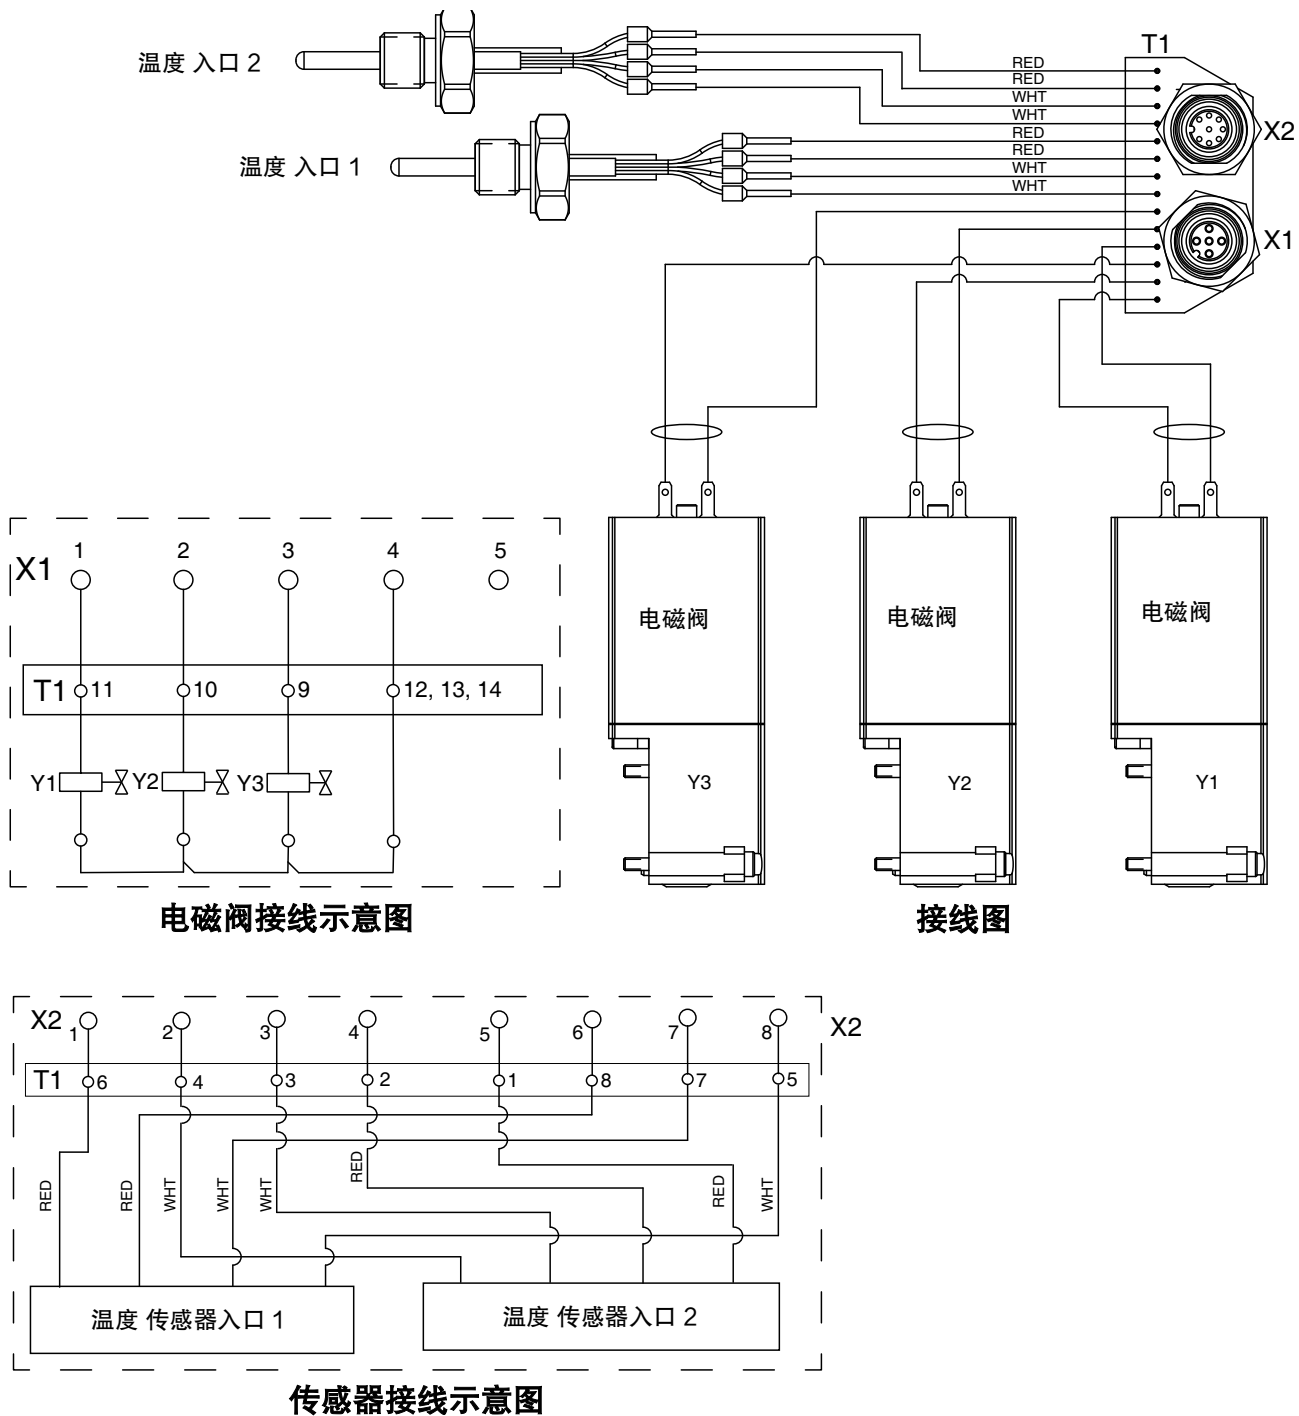 T1
温度 入口 2
RED
RED
WHT
WHT
X2
RED
RED
WHT
WHT
温度 入口 1
X1
X1 1 2 3 4 5
T1 11 10 9 12, 13, 14
Y1 Y2 Y3
电磁阀接线示意图
电磁阀 电磁阀 电磁阀
Y3 Y2 Y1
接线图
X2 1 2 3 4 5 6 7 8 X2
T1 6 4 3 2 1 8 7 5
RED RED WHT WHT WHT RED RED WHT
温度 传感器入口 1 温度 传感器入口 2
传感器接线示意图